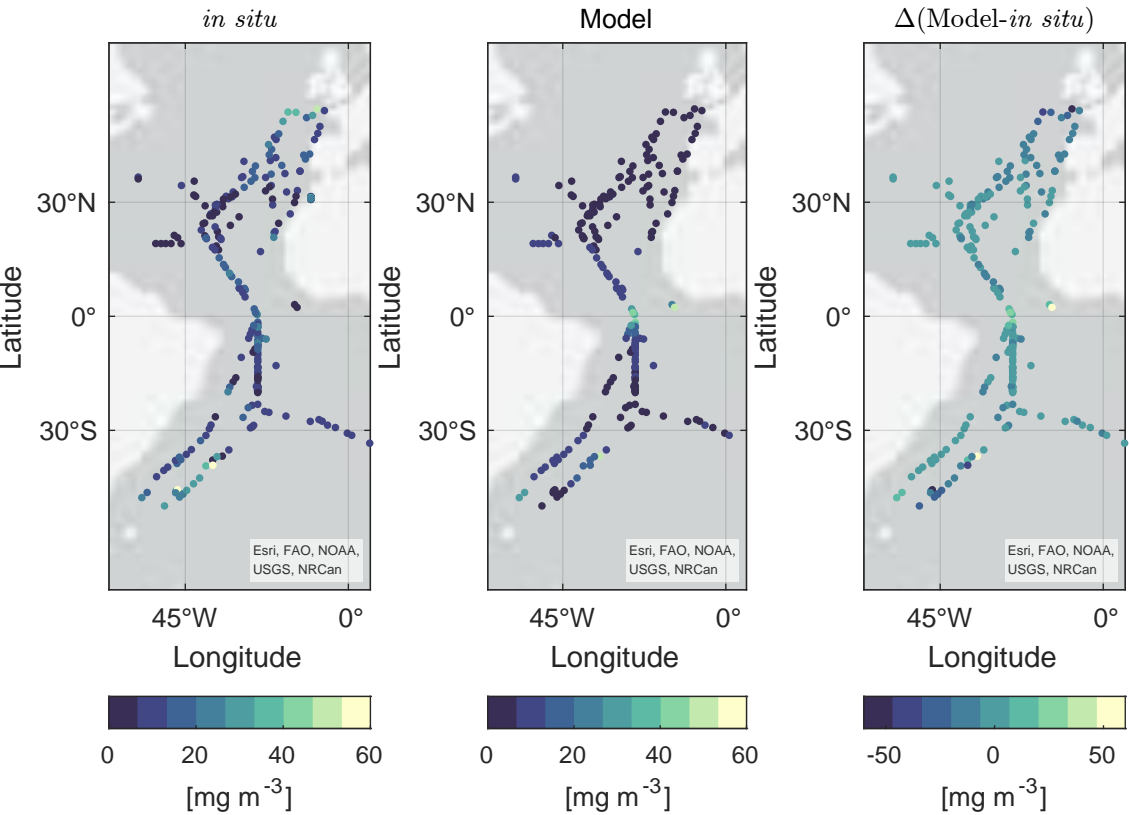 in situ
Model
Δ(Model-in situ)
Latitude
30°N
0°
30°S
Esri, FAO, NOAA,
USGS, NRCan
45°W
0°
Longitude
0
20
40
60
[mg m-3]
Latitude
30°N
0°
30°S
Esri, FAO, NOAA,
USGS, NRCan
45°W
0°
Longitude
0
20
40
60
[mg m-3]
Latitude
30°N
0°
30°S
Esri, FAO, NOAA,
USGS, NRCan
45°W
0°
Longitude
-50
0
50
[mg m-3]